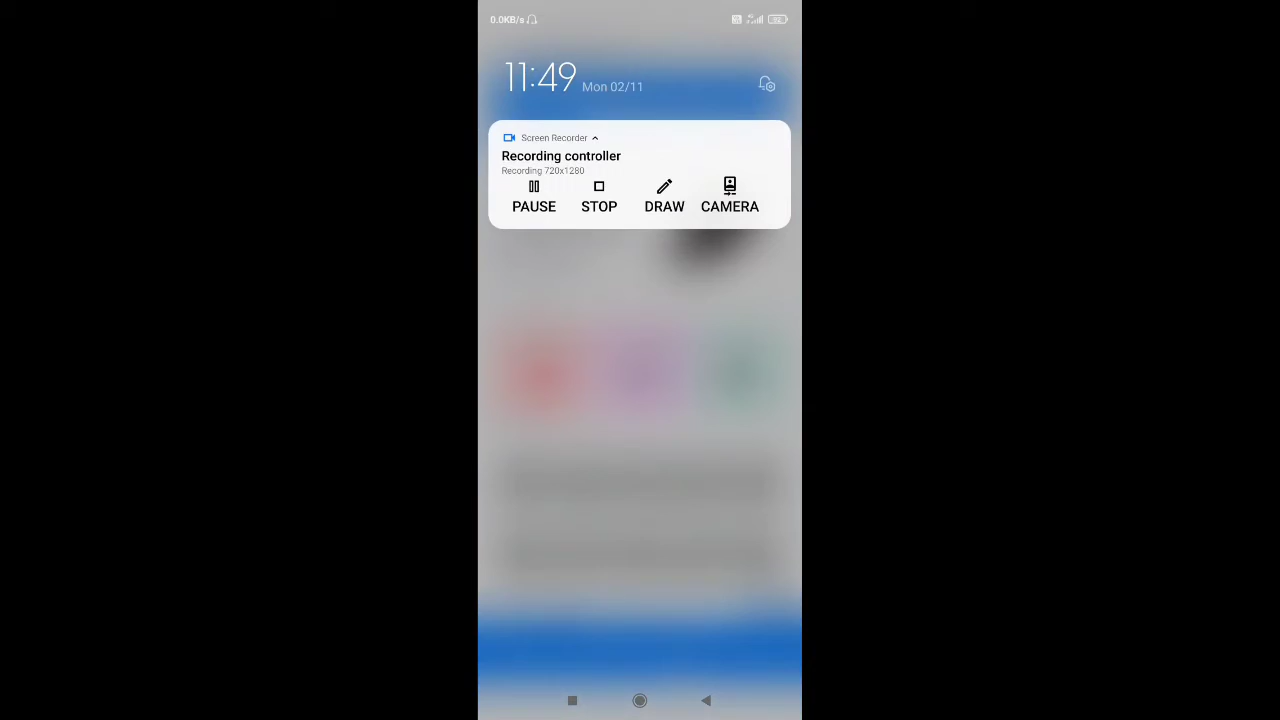 0.0KB/s
11:49 Mon 02/11
Screen Recorder
Recording controller
Recording 720x1280
PAUSE STOP DRAW CAMERA